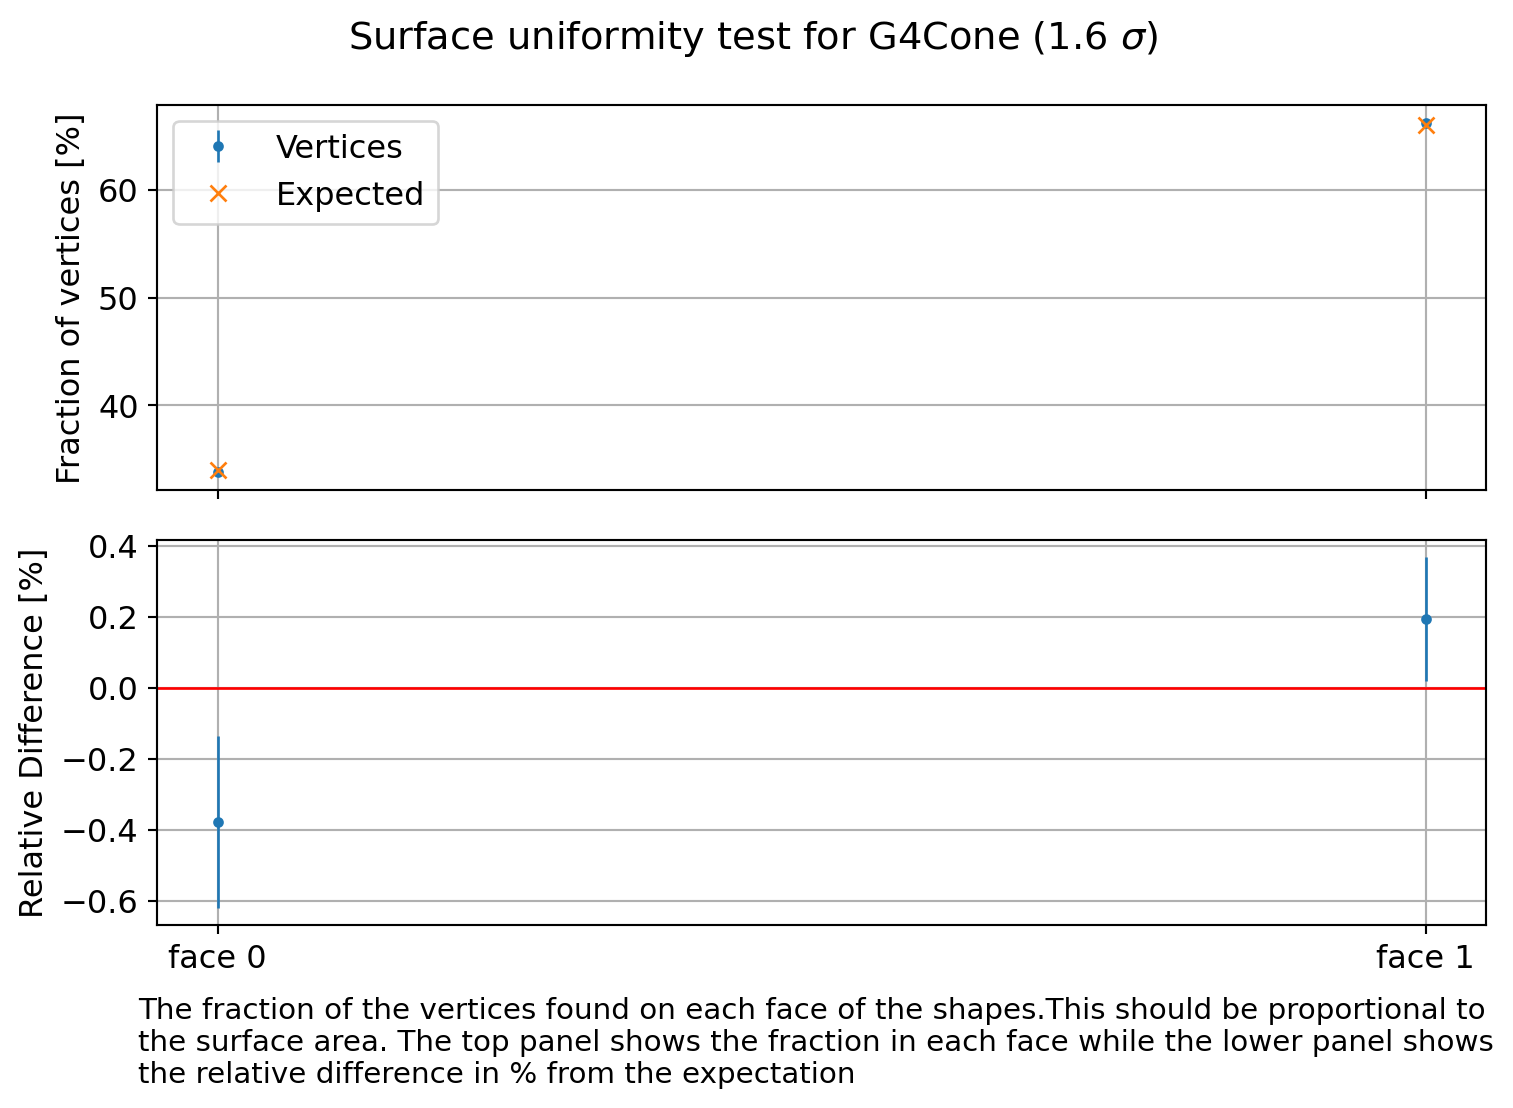 Surface uniformity test for G4Cone (1.6 σ)
Fraction of vertices [%]
60
50
40
Vertices
Expected
Relative Difference [%]
0.4
0.2
0.0
−0.2
−0.4
−0.6
face 0
face 1
The fraction of the vertices found on each face of the shapes.This should be proportional to
the surface area. The top panel shows the fraction in each face while the lower panel shows
the relative difference in % from the expectation